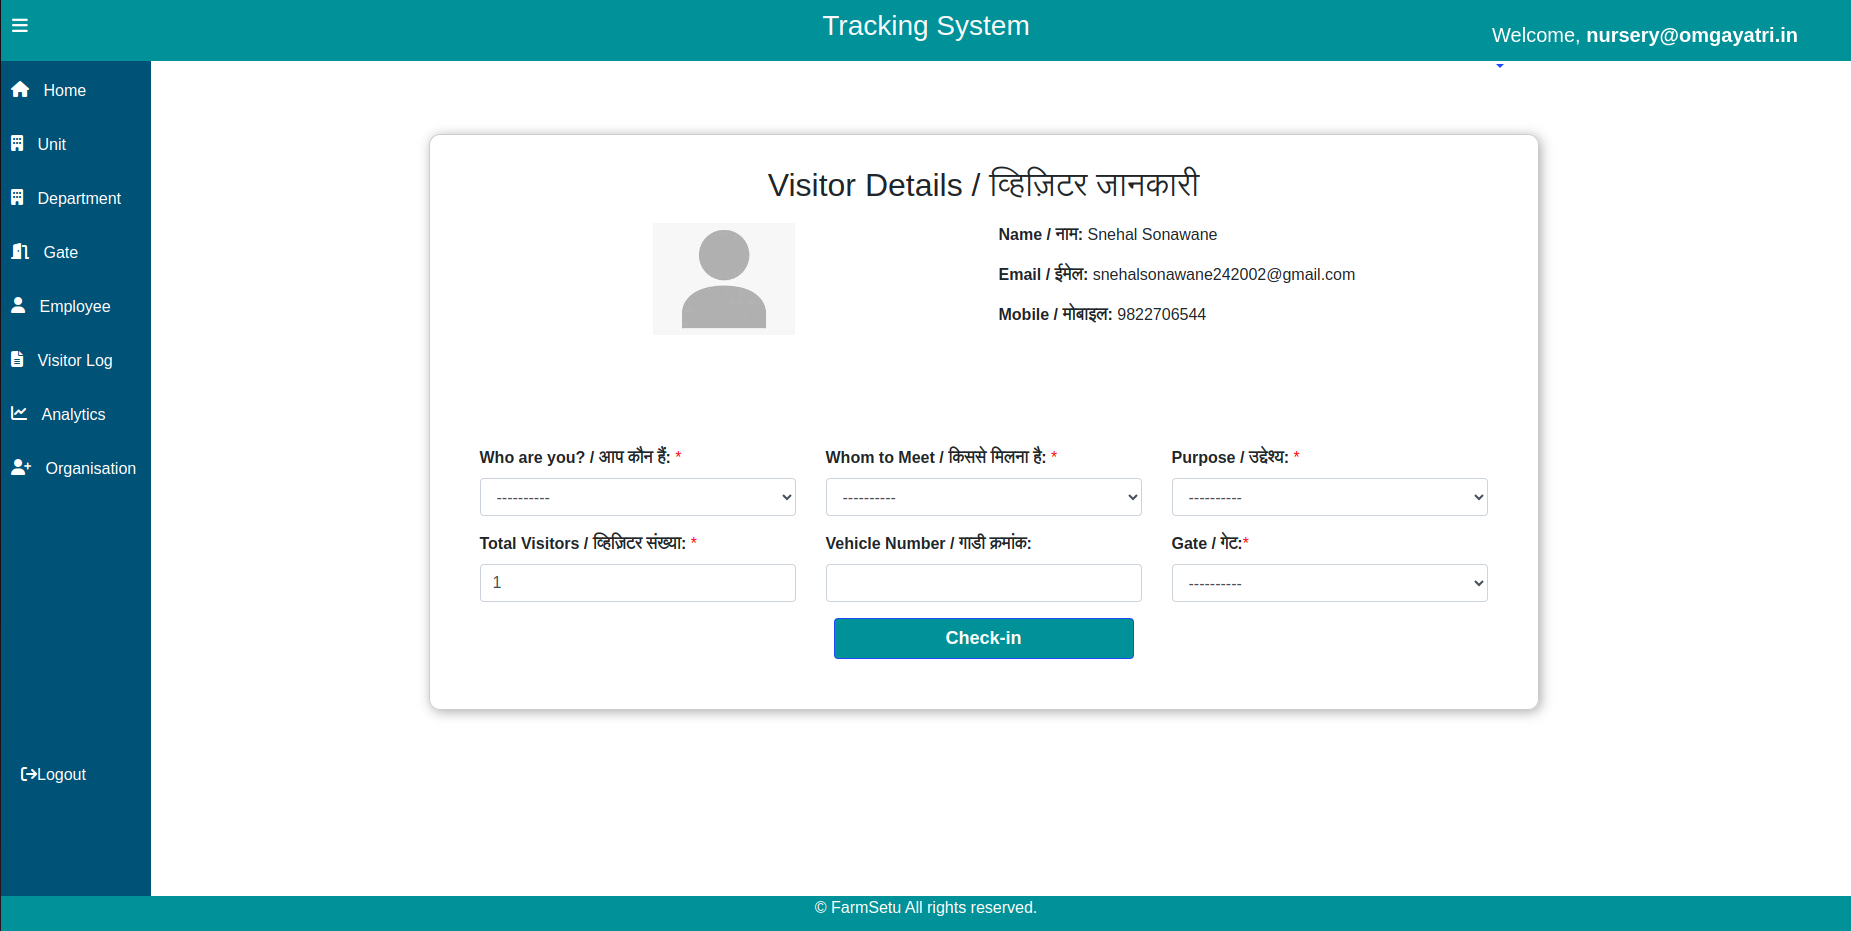 Tracking System
Welcome, nursery@omgayatri.in
Home
Unit
Department
Gate
Employee
Visitor Log
Analytics
Organisation
Logout
Visitor Details / व्हिज़िटर जानकारी
Name / नाम: Snehal Sonawane
Email / ईमेल: snehalsonawane242002@gmail.com
Mobile / मोबाइल: 9822706544
Who are you? / आप कौन हैं: *
----------
Whom to Meet / किससे मिलना है: *
----------
Purpose / उद्देश्य: *
----------
Total Visitors / व्हिज़िटर संख्या: *
1
Vehicle Number / गाडी क्रमांक:
Gate / गेट:*
----------
Check-in
© FarmSetu All rights reserved.